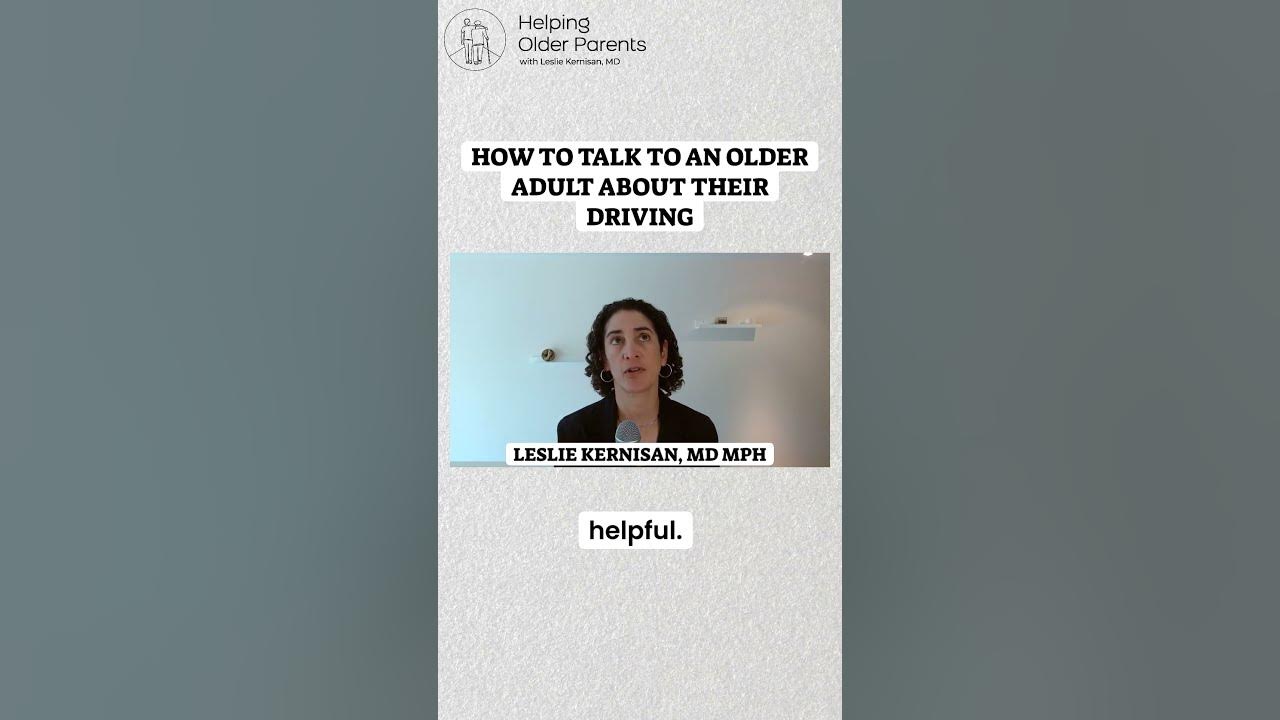 Helping
Older Parents
with Leslie Kernisan, MD
HOW TO TALK TO AN OLDER
ADULT ABOUT THEIR
DRIVING
LESLIE KERNISAN, MD MPH
helpful.